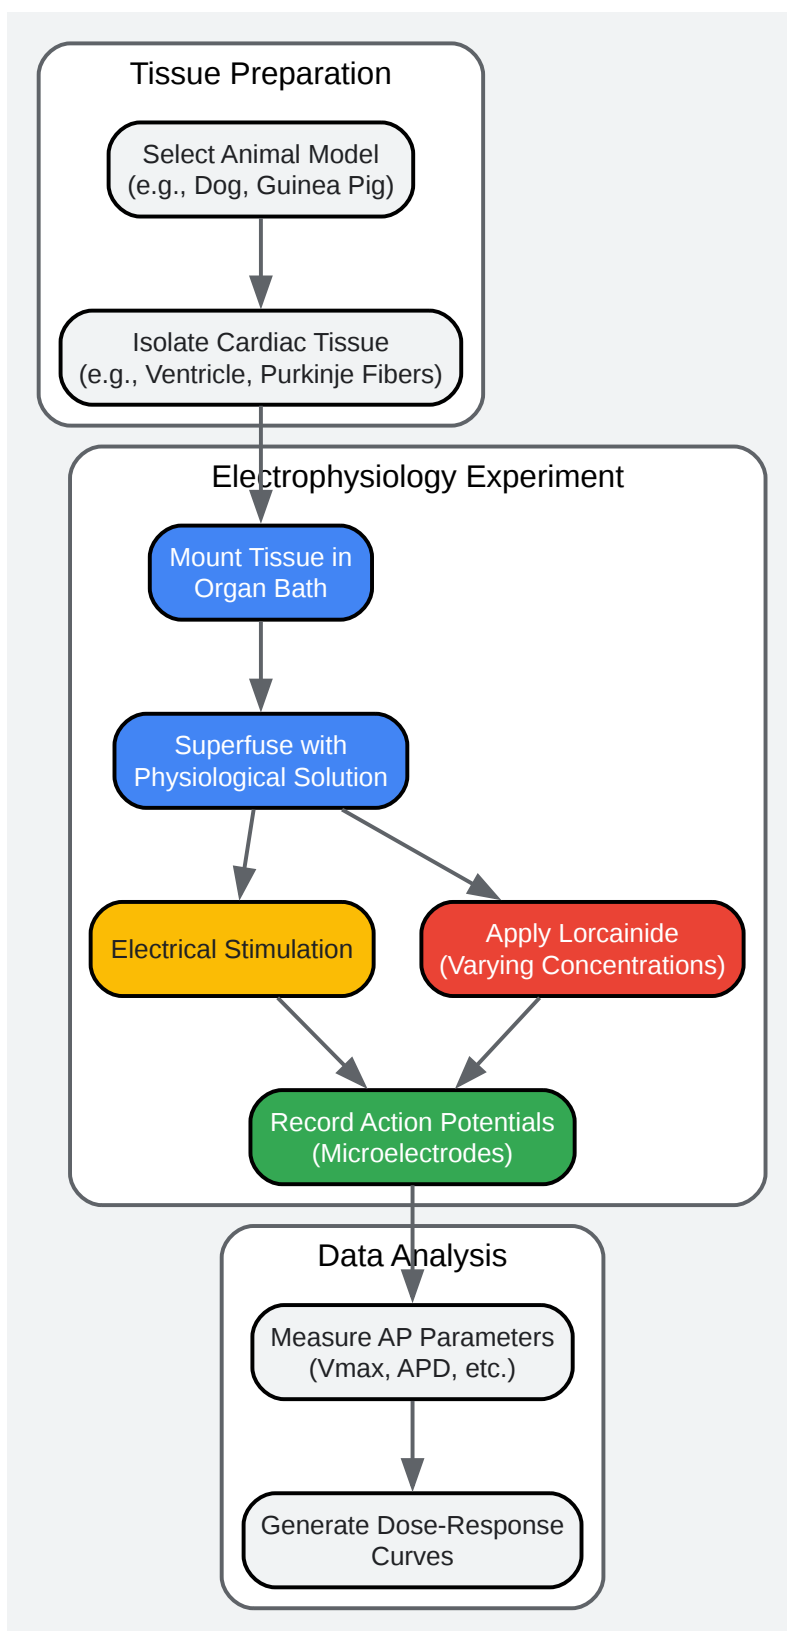 Tissue Preparation
Select Animal Model
(e.g., Dog, Guinea Pig)
Isolate Cardiac Tissue
(e.g., Ventricle, Purkinje Fibers)
Electrophysiology Experiment
Mount Tissue in
Organ Bath
Superfuse with
Physiological Solution
Electrical Stimulation
Apply Lorcainide
(Varying Concentrations)
Record Action Potentials
(Microelectrodes)
Data Analysis
Measure AP Parameters
(Vmax, APD, etc.)
Generate Dose-Response
Curves